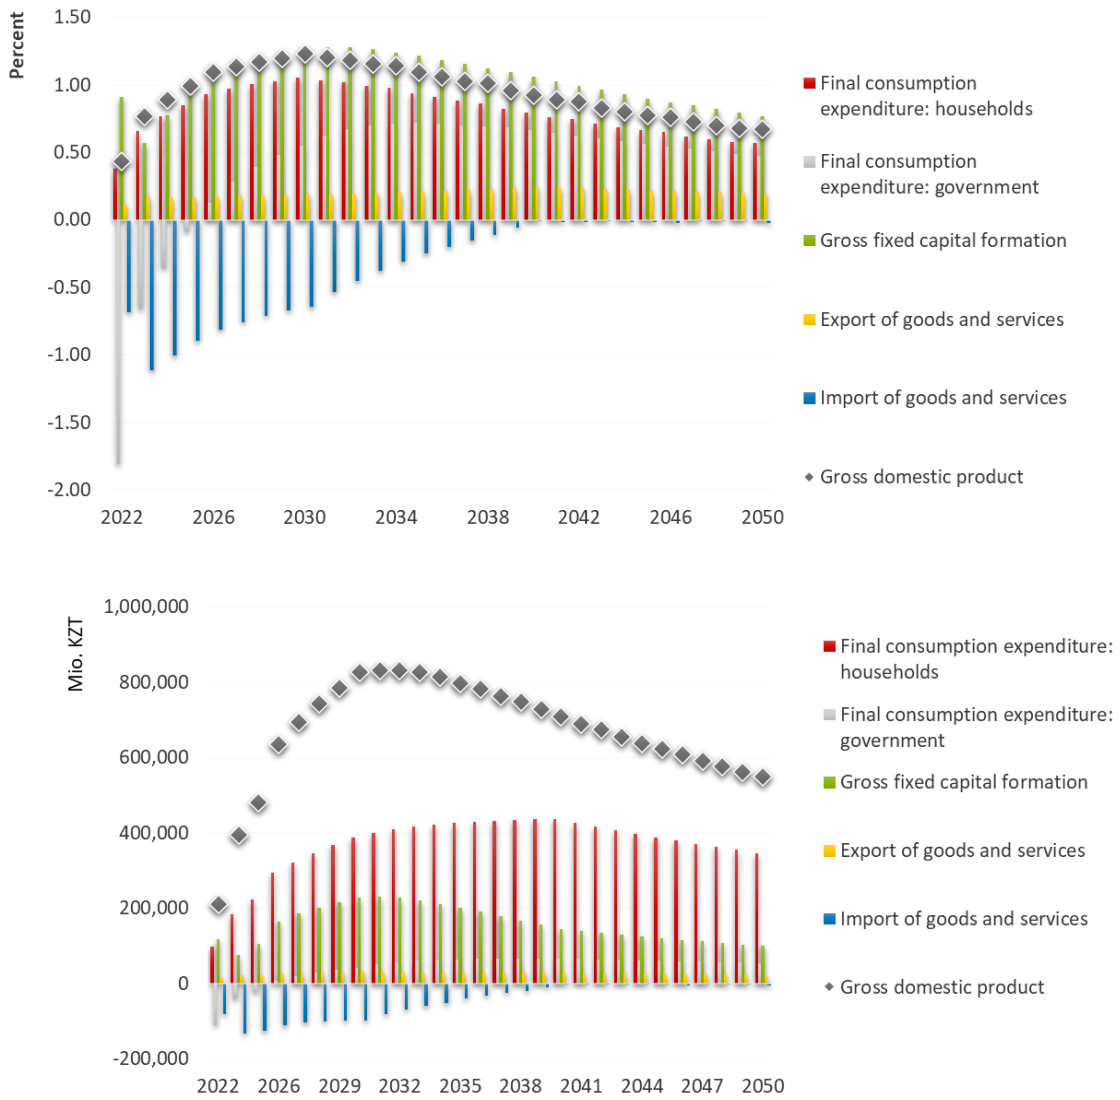 Percent
1.50
1.00
0.50
0.00
-0.50
-1.00
-1.50
-2.00
2022 2026 2030 2034 2038 2042 2046 2050
Final consumption
expenditure: households
Final consumption
expenditure: government
Gross fixed capital formation
Export of goods and services
Import of goods and services
Gross domestic product
Mio. KZT
1,000,000
800,000
600,000
400,000
200,000
0
-200,000
2022 2026 2029 2032 2035 2038 2041 2044 2047 2050
Final consumption expenditure:
households
Final consumption expenditure:
government
Gross fixed capital formation
Export of goods and services
Import of goods and services
Gross domestic product